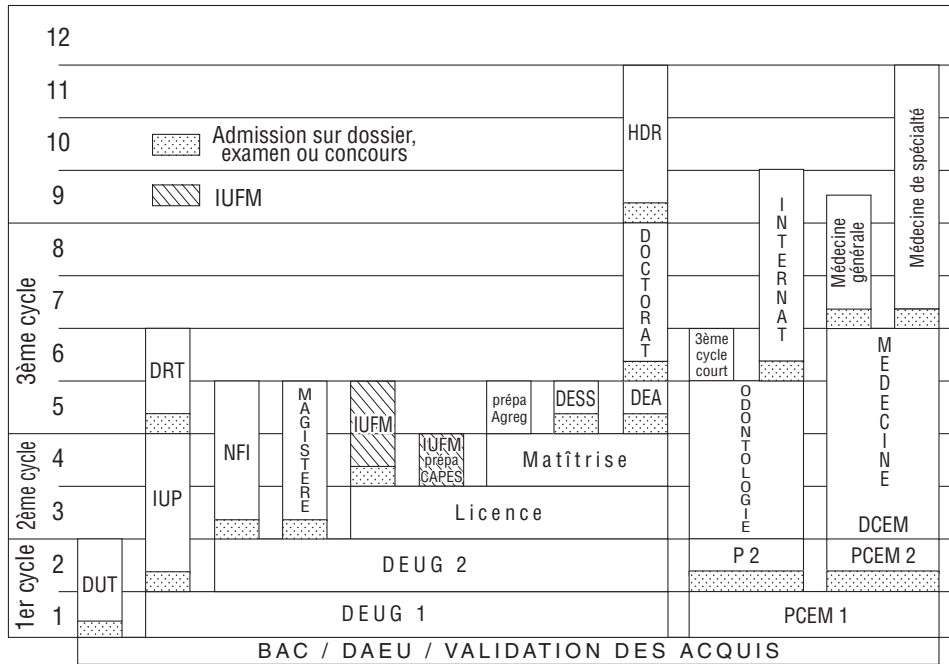 12
11
10
9
8
7
6
5
4
3
2
1
3ème cycle
2ème cycle
1er cycle
Admission sur dossier,
examen ou concours
IUFM
HDR
DOCTORAT
DEA
INTERNAT
Médecine
générale
Médecine de spécialté
DRT
IUP
NFI
MAGISTERE
IUFM
IUFM
prépa
CAPES
prépa
Agreg
DESS
3ème
cycle
court
ODONTOLOGIE
MEDECINE
Matîtrise
Licence
DCEM
DUT
DEUG 2
P 2
PCEM 2
DEUG 1
PCEM 1
BAC / DAEU / VALIDATION DES ACQUIS